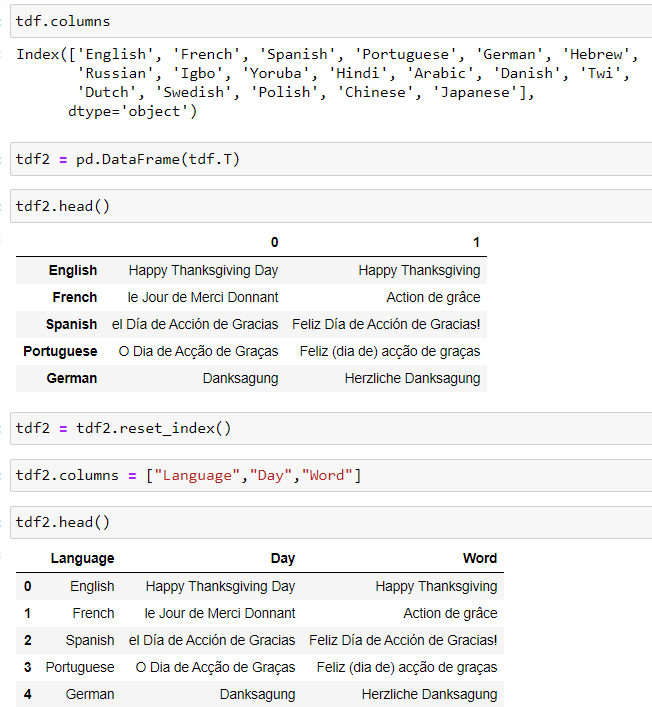 tdf.columns
Index(['English', 'French', 'Spanish', 'Portuguese', 'German', 'Hebrew',
'Russian', 'Igbo', 'Yoruba', 'Hindi', 'Arabic', 'Danish', 'Twi',
'Dutch', 'Swedish', 'Polish', 'Chinese', 'Japanese'],
dtype='object')
tdf2 = pd.DataFrame(tdf.T)
tdf2.head()
0 1
English Happy Thanksgiving Day Happy Thanksgiving
French le Jour de Merci Donnant Action de grâce
Spanish el Día de Acción de Gracias Feliz Día de Acción de Gracias!
Portuguese O Dia de Acção de Graças Feliz (dia de) acção de graças
German Danksagung Herzliche Danksagung
tdf2 = tdf2.reset_index()
tdf2.columns = ["Language","Day","Word"]
tdf2.head()
Language Day Word
0 English Happy Thanksgiving Day Happy Thanksgiving
1 French le Jour de Merci Donnant Action de grâce
2 Spanish el Día de Acción de Gracias Feliz Día de Acción de Gracias!
3 Portuguese O Dia de Acção de Graças Feliz (dia de) acção de graças
4 German Danksagung Herzliche Danksagung